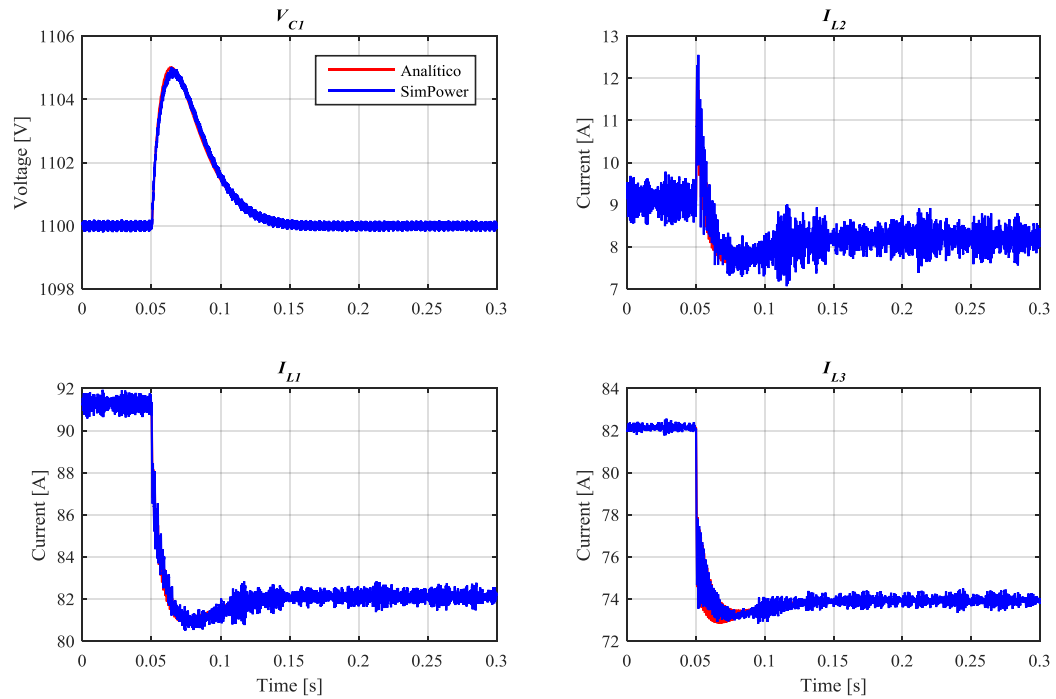 V_C1
1106
1104
1102
1100
1098
Voltage [V]
Analítico
SimPower
0 0.05 0.1 0.15 0.2 0.25 0.3
I_L2
13
12
11
10
9
8
7
Current [A]
0 0.05 0.1 0.15 0.2 0.25 0.3
I_L1
92
90
88
86
84
82
80
Current [A]
0 0.05 0.1 0.15 0.2 0.25 0.3
Time [s]
I_L3
84
82
80
78
76
74
72
Current [A]
0 0.05 0.1 0.15 0.2 0.25 0.3
Time [s]